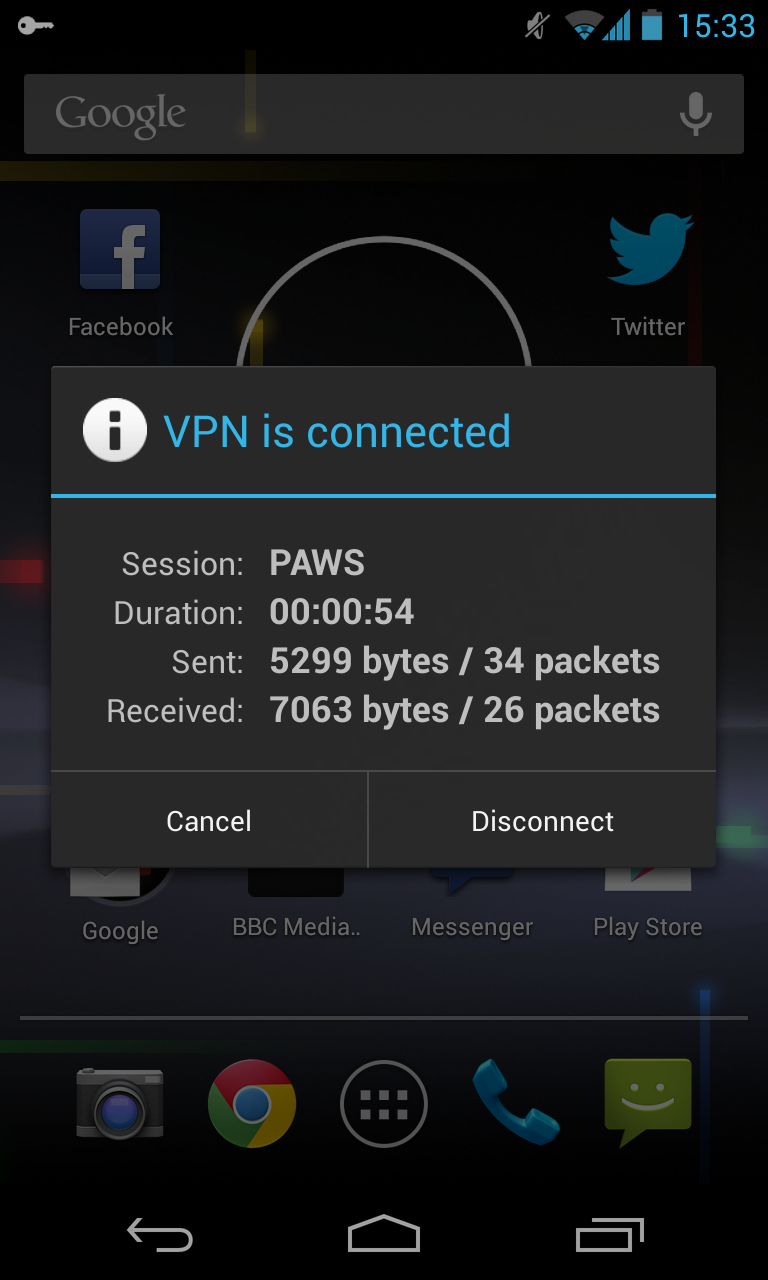 15:33
Google
Facebook
Twitter
VPN is connected
Session: PAWS
Duration: 00:00:54
Sent: 5299 bytes / 34 packets
Received: 7063 bytes / 26 packets
Cancel Disconnect
Google BBC Media.. Messenger Play Store